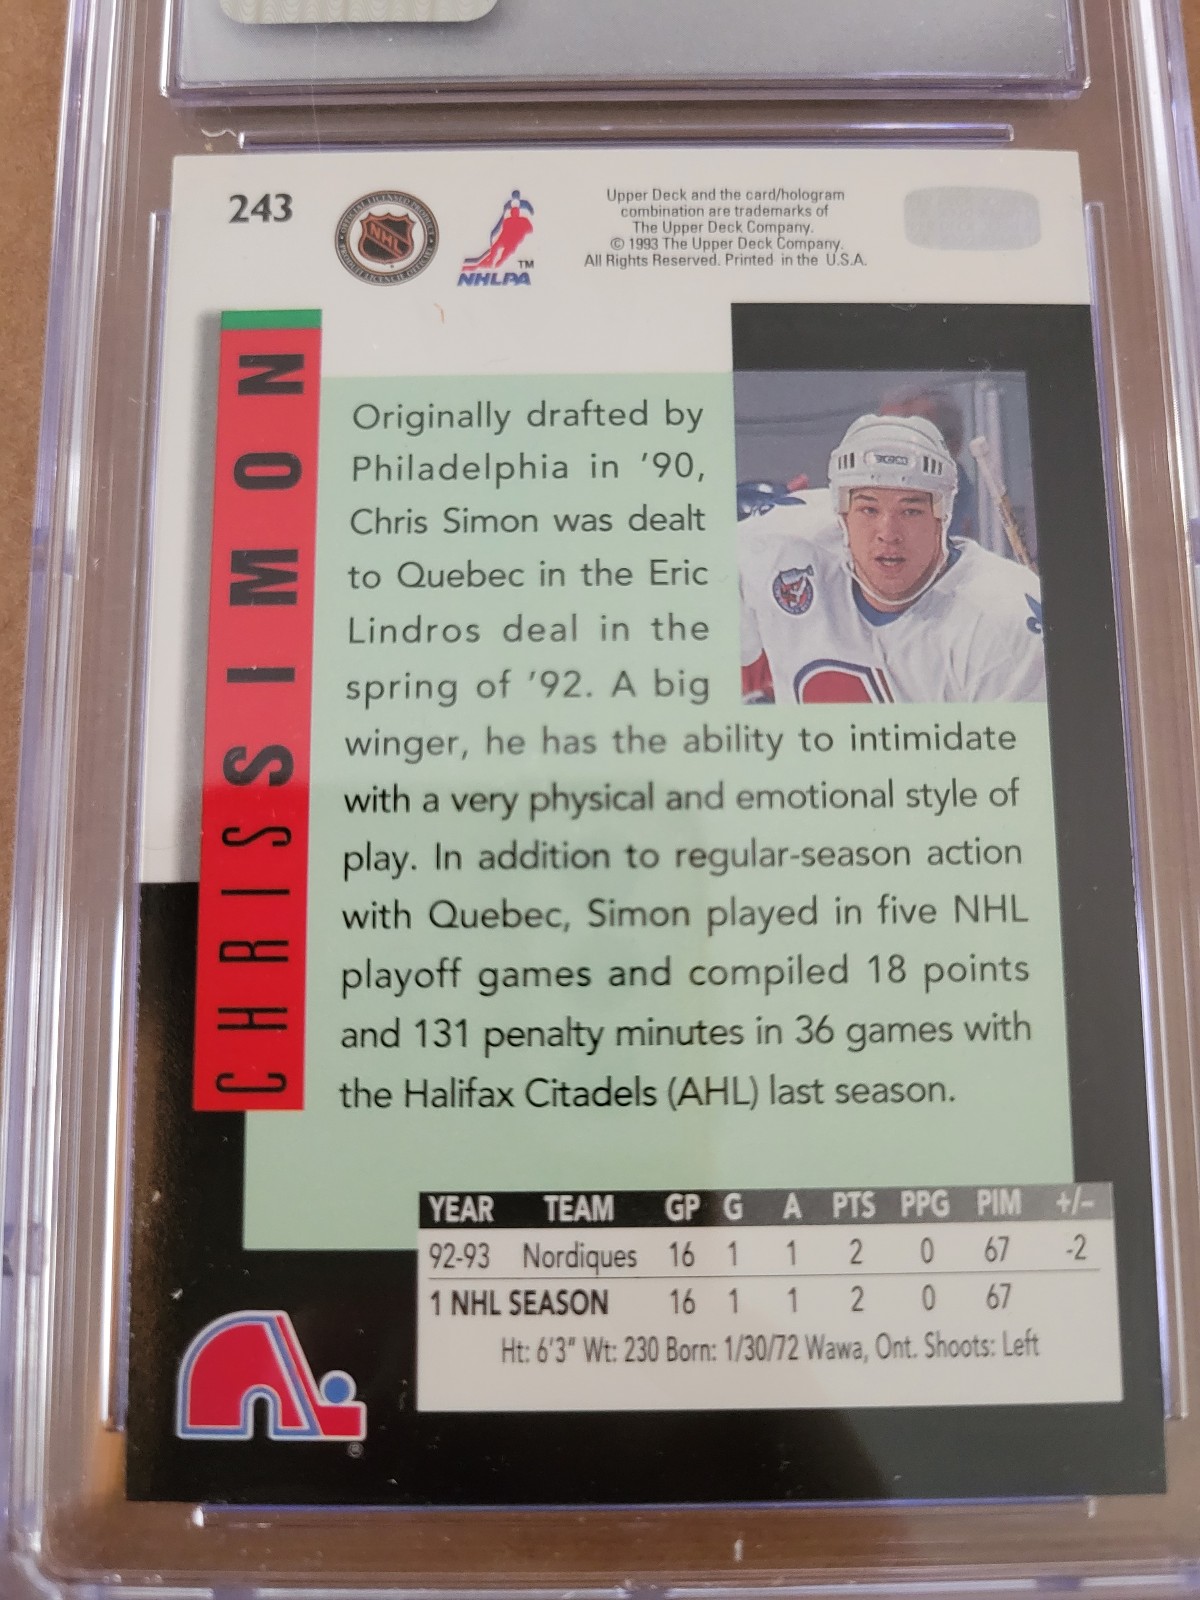 243
OFFICIAL LICENSED PRODUCT
NHL
NHLPA
TM
Upper Deck and the card/hologram
combination are trademarks of
The Upper Deck Company.
© 1993 The Upper Deck Company.
All Rights Reserved. Printed in the U.S.A.
CHRIS SIMON
Originally drafted by
Philadelphia in '90,
Chris Simon was dealt
to Quebec in the Eric
Lindros deal in the
spring of '92. A big
winger, he has the ability to intimidate
with a very physical and emotional style of
play. In addition to regular-season action
with Quebec, Simon played in five NHL
playoff games and compiled 18 points
and 131 penalty minutes in 36 games with
the Halifax Citadels (AHL) last season.
YEAR TEAM GP G A PTS PPG PIM +/-
92-93 Nordiques 16 1 1 2 0 67 -2
1 NHL SEASON 16 1 1 2 0 67
Ht: 6'3" Wt: 230 Born: 1/30/72 Wawa, Ont. Shoots: Left
®